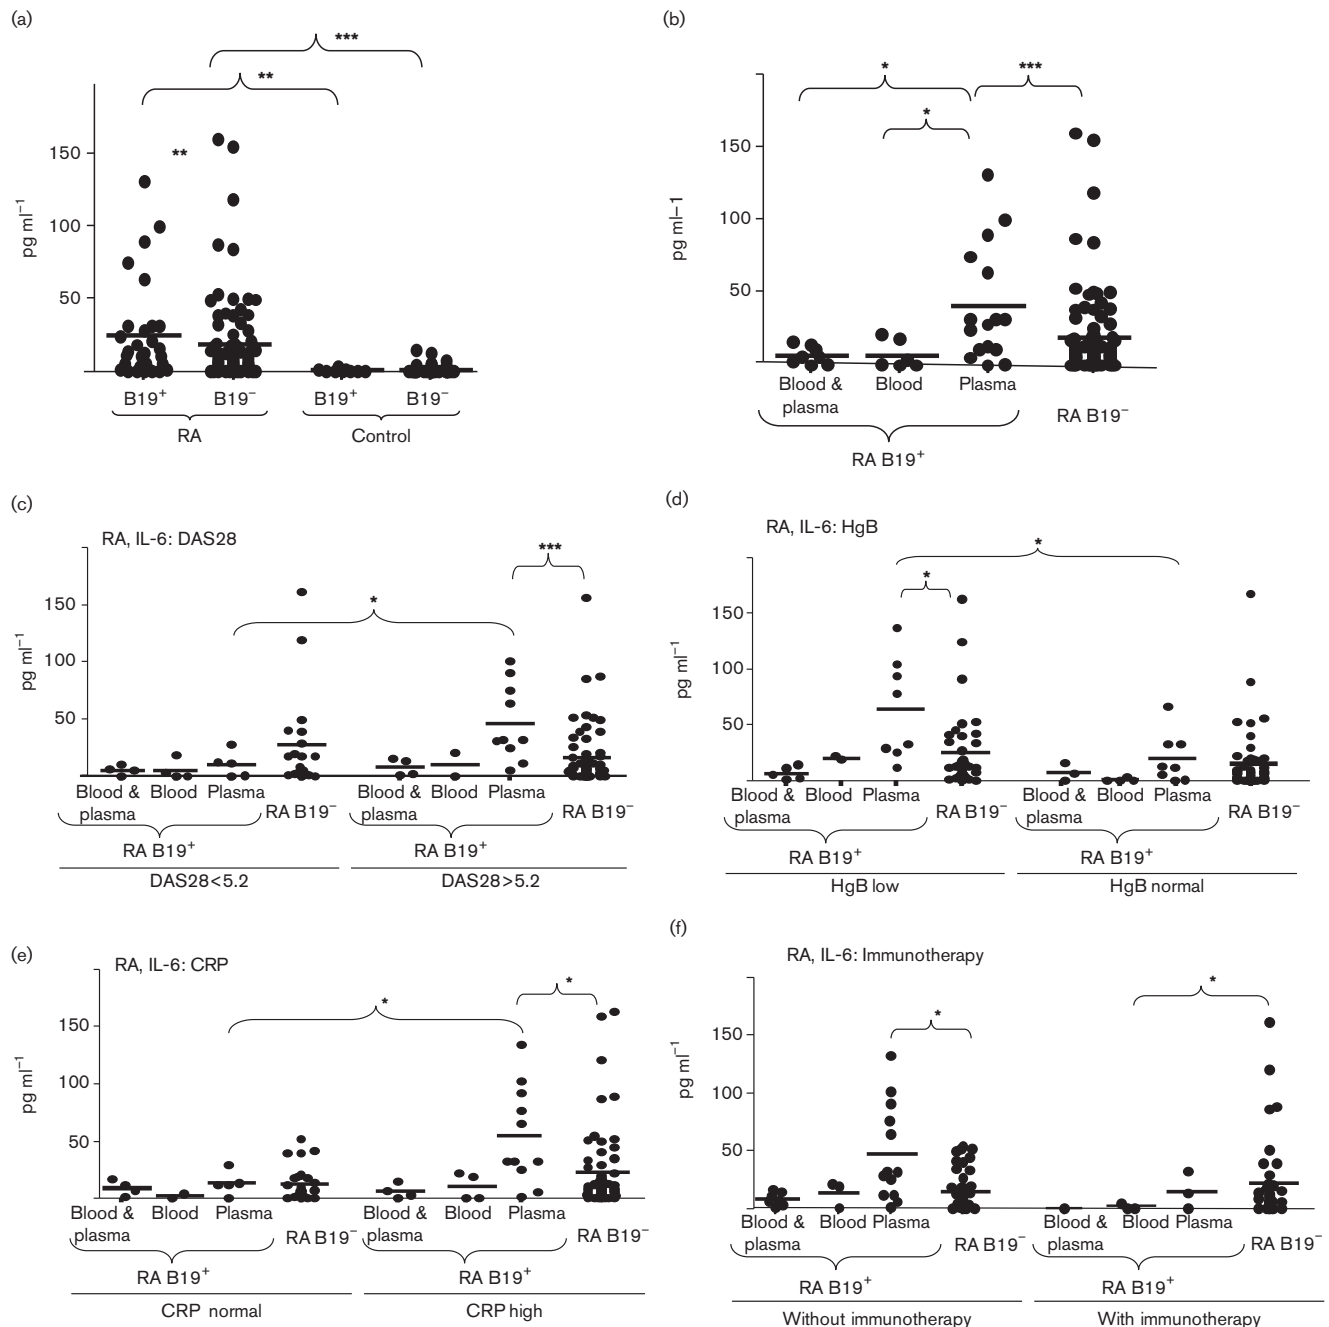 (a)
***
**
**
150
100
50
pg ml⁻¹
B19⁺ B19⁻ B19⁺ B19⁻
RA Control
(b)
* ***
*
150
100
50
pg ml–1
Blood & plasma Blood Plasma
RA B19⁻
RA B19⁺
(c)
RA, IL-6: DAS28
***
*
150
100
50
pg ml⁻¹
Blood & Blood Plasma Blood & Blood Plasma
plasma RA B19⁻ plasma RA B19⁻
RA B19⁺ RA B19⁺
DAS28<5.2 DAS28>5.2
(d)
RA, IL-6: HgB
*
*
150
100
50
pg ml⁻¹
Blood & Blood Plasma Blood & Blood Plasma
plasma RA B19⁻ plasma RA B19⁻
RA B19⁺ RA B19⁺
HgB low HgB normal
(e)
RA, IL-6: CRP
*
*
150
100
50
pg ml⁻¹
Blood & Blood Plasma Blood & Blood Plasma
plasma RA B19⁻ plasma RA B19⁻
RA B19⁺ RA B19⁺
CRP normal CRP high
(f)
RA, IL-6: Immunotherapy
*
*
150
100
50
pg ml⁻¹
Blood & Blood Plasma Blood & Blood Plasma
plasma RA B19⁻ plasma RA B19⁻
RA B19⁺ RA B19⁺
Without immunotherapy With immunotherapy